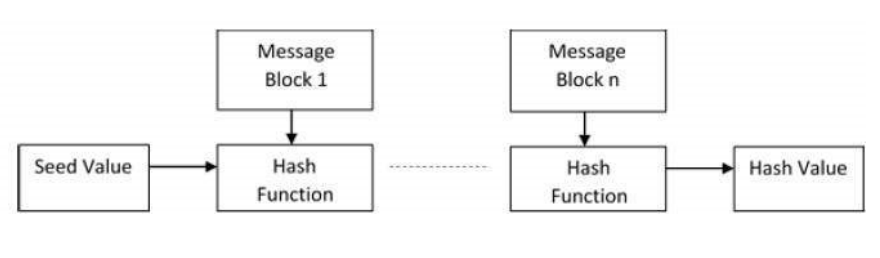 Message
Block 1
Message
Block n
Seed Value
Hash
Function
Hash
Function
Hash Value